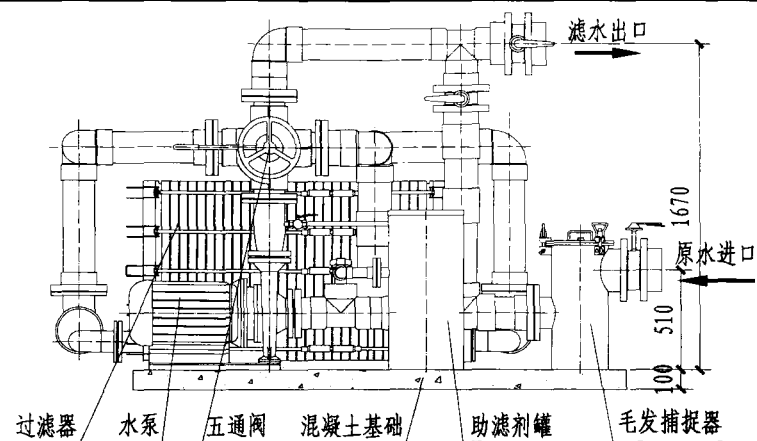 滤水出口
1670
原水进口
510
100
过滤器
水泵
五通阀
混凝土基础
助滤剂罐
毛发捕捉器